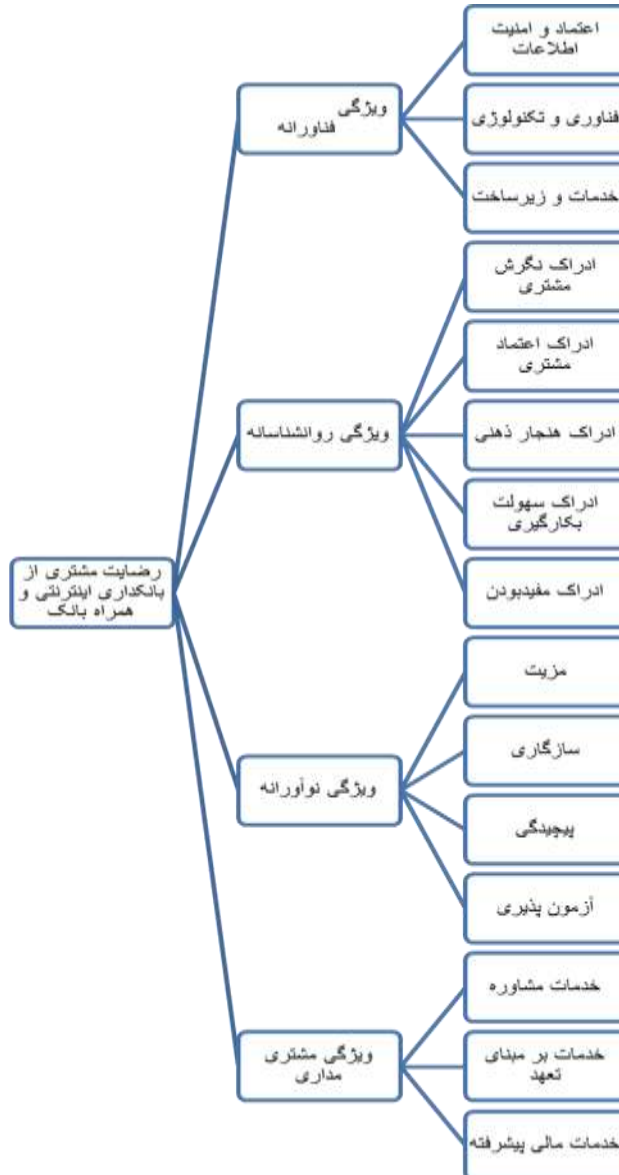 اعتماد و امنیت
اطلاعات
ویژگی
فناورانه
فناوری و تکنولوژی
خدمات و زیرساخت
ادراک نگرش
مشتری
ادراک اعتماد
مشتری
ویژگی روانشناسانه
ادراک هنجار ذهنی
ادراک سهولت
بکارگیری
ادراک مفیدبودن
رضایت مشتری از
بانکداری اینترنتی و
همراه بانک
مزیت
سازگاری
ویژگی نوآورانه
پیچیدگی
آزمون پذیری
خدمات مشاوره
ویژگی مشتری
مداری
خدمات بر مبنای
تعهد
خدمات مالی پیشرفته